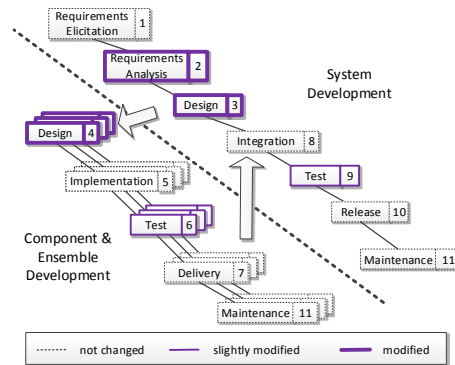 Requirements
Elicitation 1
Requirements
Analysis 2
System
Development
Design 3
Design 4
Integration 8
Implementation 5
Test 9
Test 6
Release 10
Component &
Ensemble
Development
Delivery 7
Maintenance 11
Maintenance 11
not changed slightly modified modified